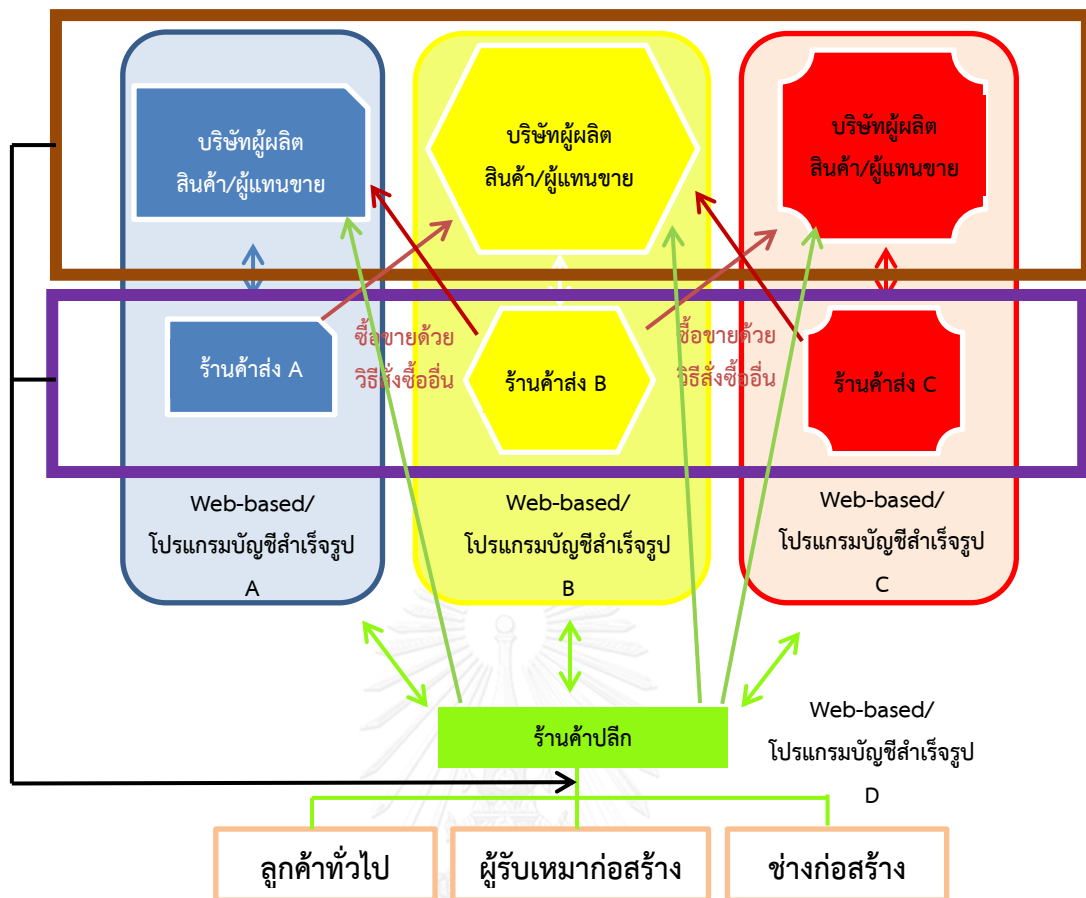 บริษัทผู้ผลิต
สินค้า/ผู้แทนขาย
บริษัทผู้ผลิต
สินค้า/ผู้แทนขาย
บริษัทผู้ผลิต
สินค้า/ผู้แทนขาย
ร้านค้าส่ง A
ซื้อขายด้วย
วิธีสั่งซื้ออื่น
ร้านค้าส่ง B
ซื้อขายด้วย
วิธีสั่งซื้ออื่น
ร้านค้าส่ง C
Web-based/
โปรแกรมบัญชีสำเร็จรูป
A
Web-based/
โปรแกรมบัญชีสำเร็จรูป
B
Web-based/
โปรแกรมบัญชีสำเร็จรูป
C
ร้านค้าปลีก
Web-based/
โปรแกรมบัญชีสำเร็จรูป
D
ลูกค้าทั่วไป
ผู้รับเหมาก่อสร้าง
ช่างก่อสร้าง